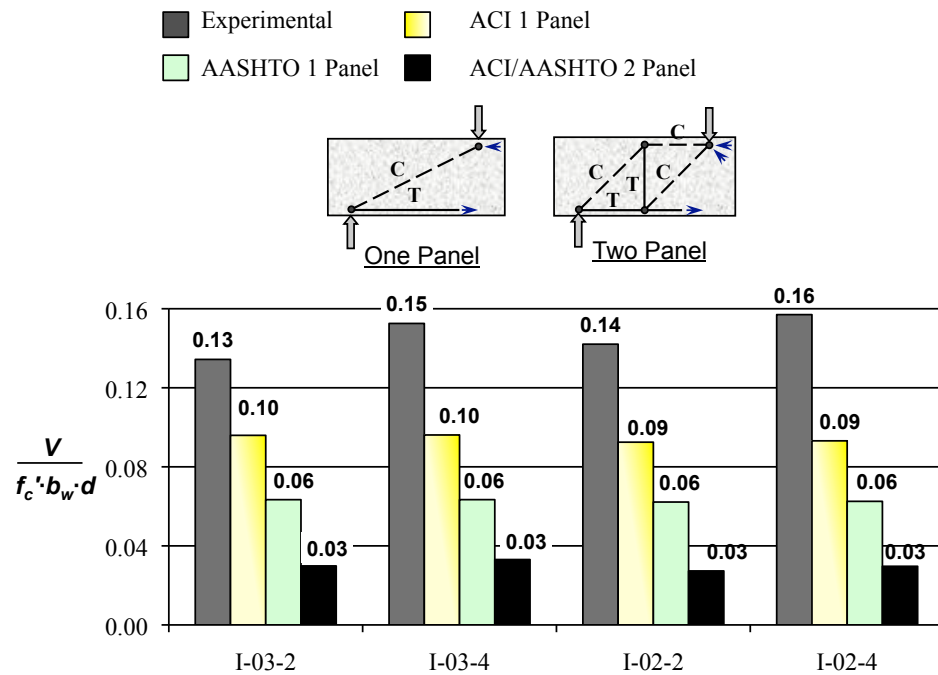 Experimental
ACI 1 Panel
AASHTO 1 Panel
ACI/AASHTO 2 Panel
C
T
One Panel
C
C
T
C
T
Two Panel
0.16
0.12
0.08
0.04
0.00
V
f_c'·b_w·d
0.13
0.10
0.06
0.03
0.15
0.10
0.06
0.03
0.14
0.09
0.06
0.03
0.16
0.09
0.06
0.03
I-03-2
I-03-4
I-02-2
I-02-4